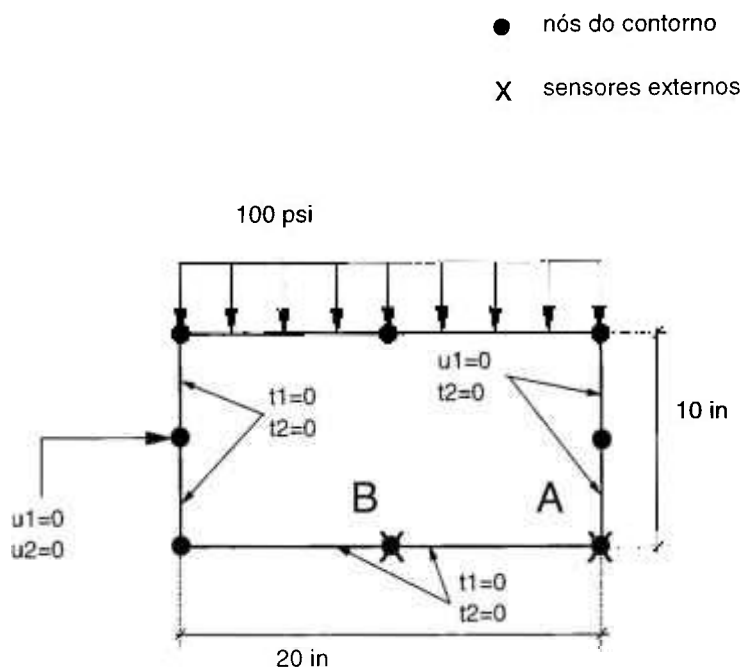 nós do contorno
X sensores externos
100 psi
u1=0
t2=0
t1=0
t2=0
10 in
B
A
u1=0
u2=0
t1=0
t2=0
20 in